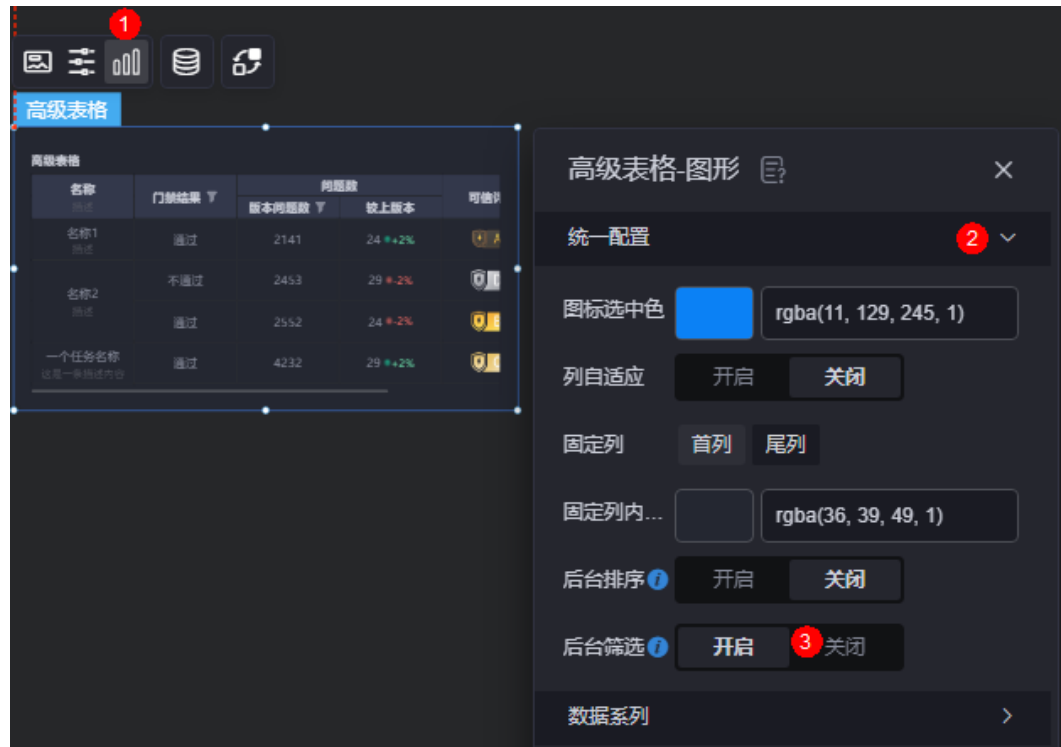 1
高级表格
高级表格
名称
描述
门禁结果
问题数
版本问题数
较上版本
名称1
描述
通过
2141
24 +2%
不通过
2453
29 -2%
名称2
描述
通过
2552
24 -2%
一个任务名称
这是一条描述内容
通过
4232
29 +2%
高级表格-图形
统一配置 2
图标选中色 rgba(11, 129, 245, 1)
列自适应 开启 关闭
固定列 首列 尾列
固定列内... rgba(36, 39, 49, 1)
后台排序 开启 关闭
后台筛选 开启 3 关闭
数据系列